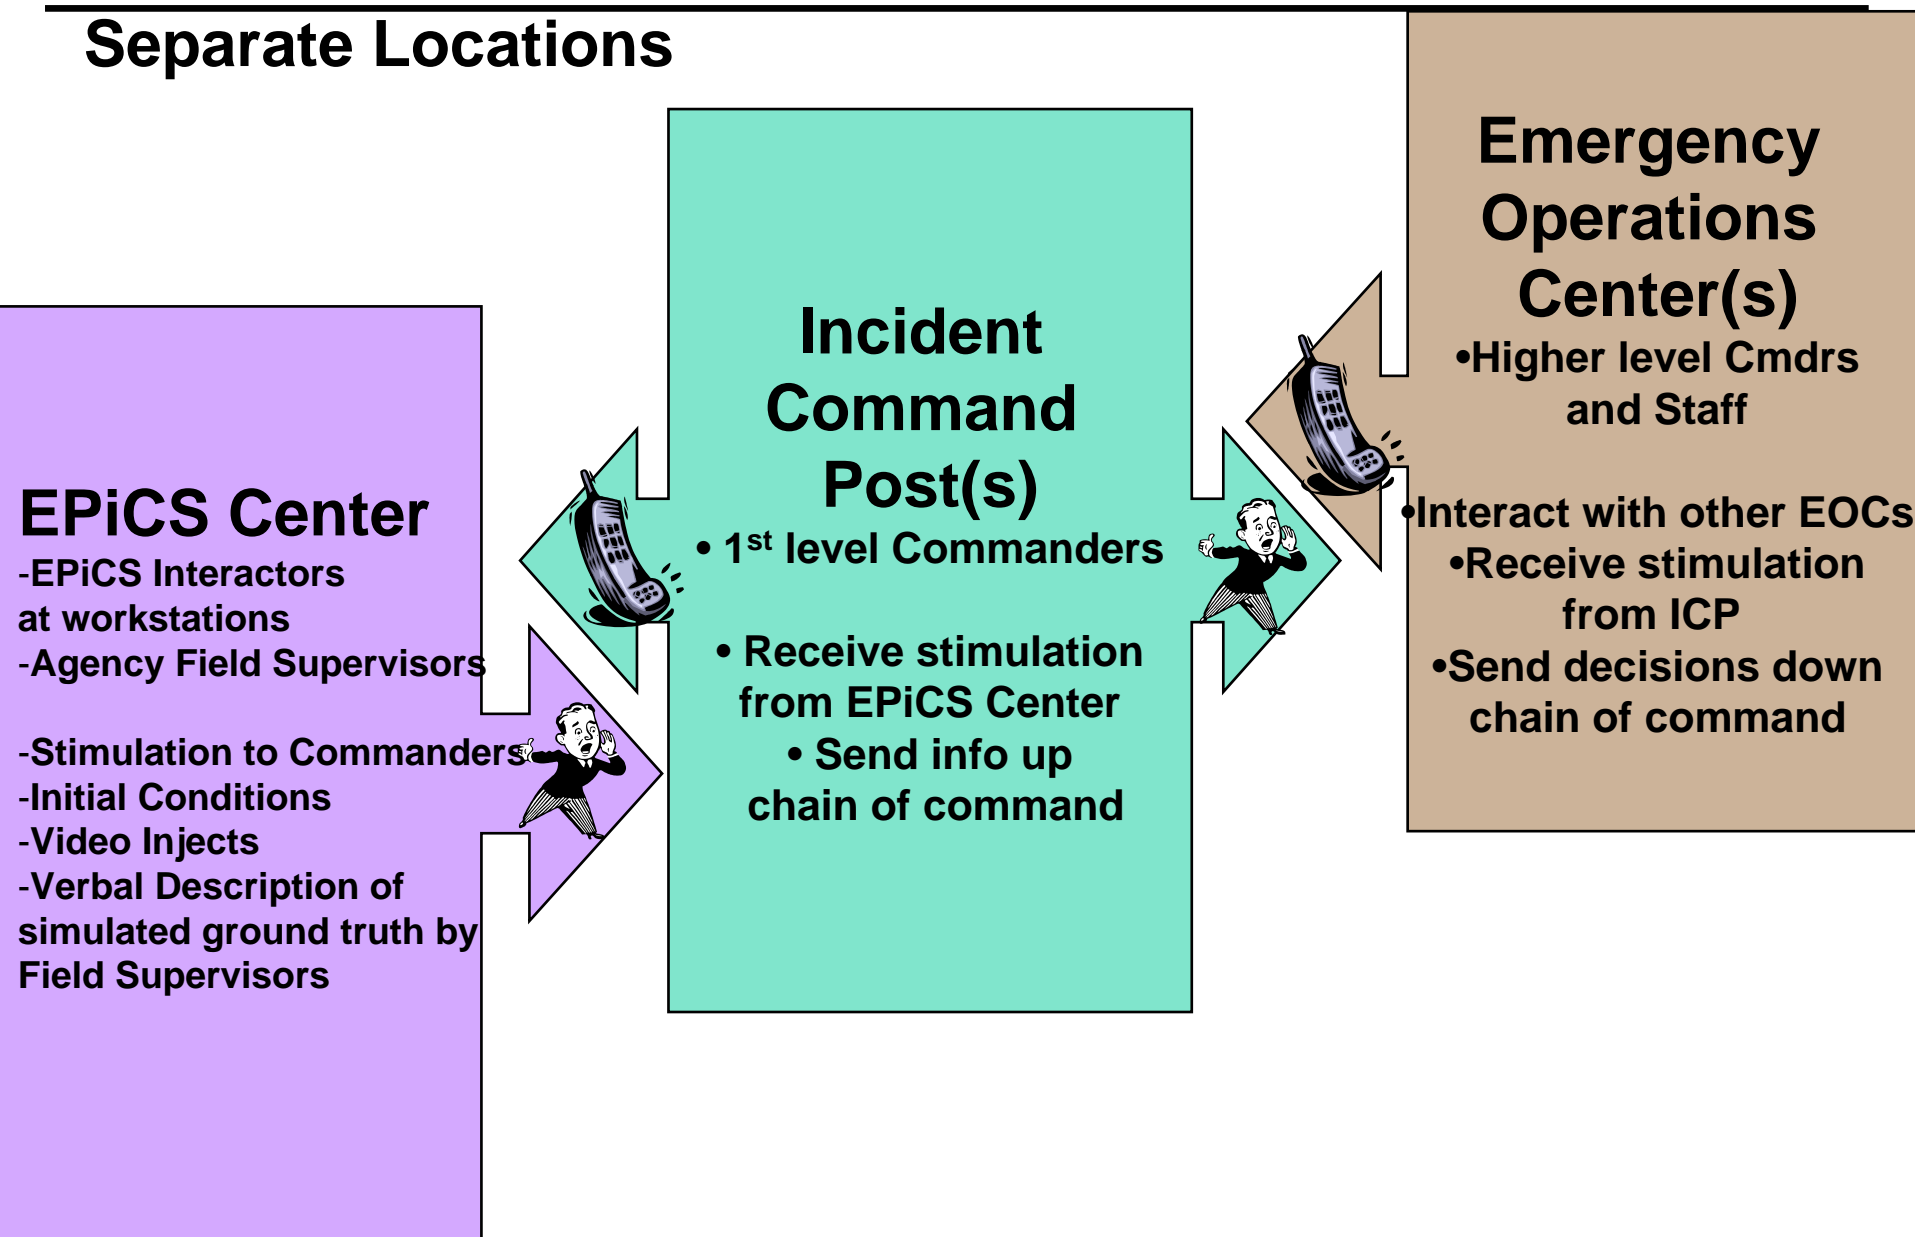 Separate Locations
EPiCS Center
-EPiCS Interactors
at workstations
-Agency Field Supervisors
-Stimulation to Commanders
-Initial Conditions
-Video Injects
-Verbal Description of
simulated ground truth by
Field Supervisors
Incident
Command
Post(s)
• 1st level Commanders
• Receive stimulation
from EPiCS Center
• Send info up
chain of command
Emergency
Operations
Center(s)
•Higher level Cmdrs
and Staff
•Interact with other EOCs
•Receive stimulation
from ICP
•Send decisions down
chain of command